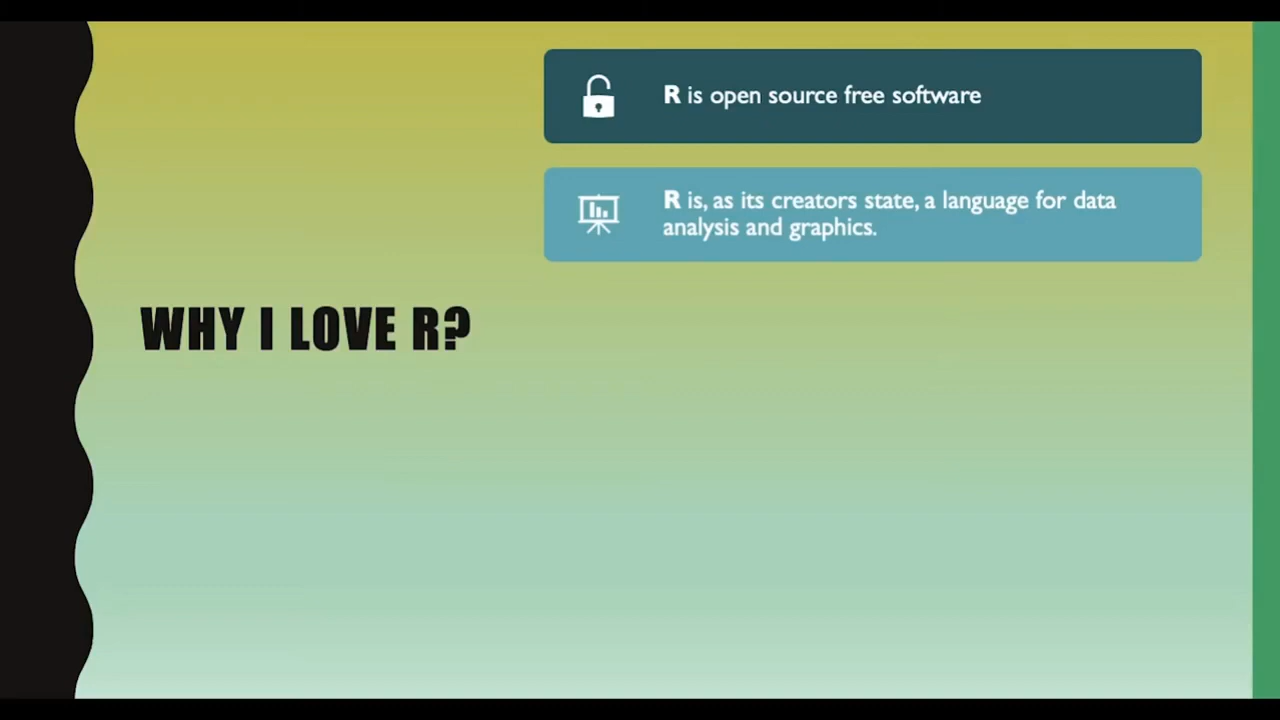 WHY I LOVE R?
R is open source free software
R is, as its creators state, a language for data
analysis and graphics.